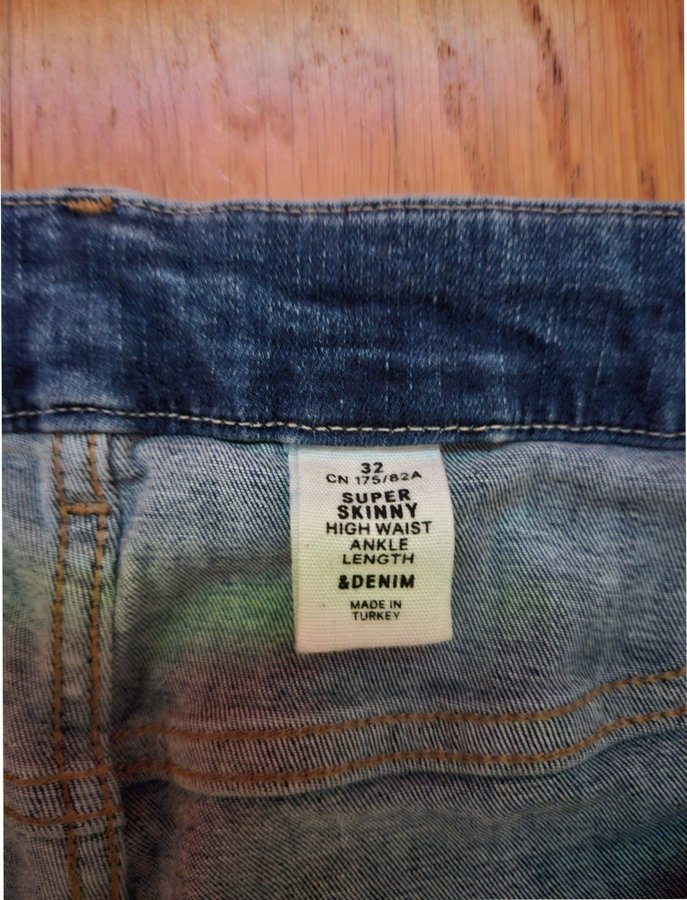 32
CN 175/82A
SUPER
SKINNY
HIGH WAIST
ANKLE
LENGTH
&DENIM
MADE IN
TURKEY